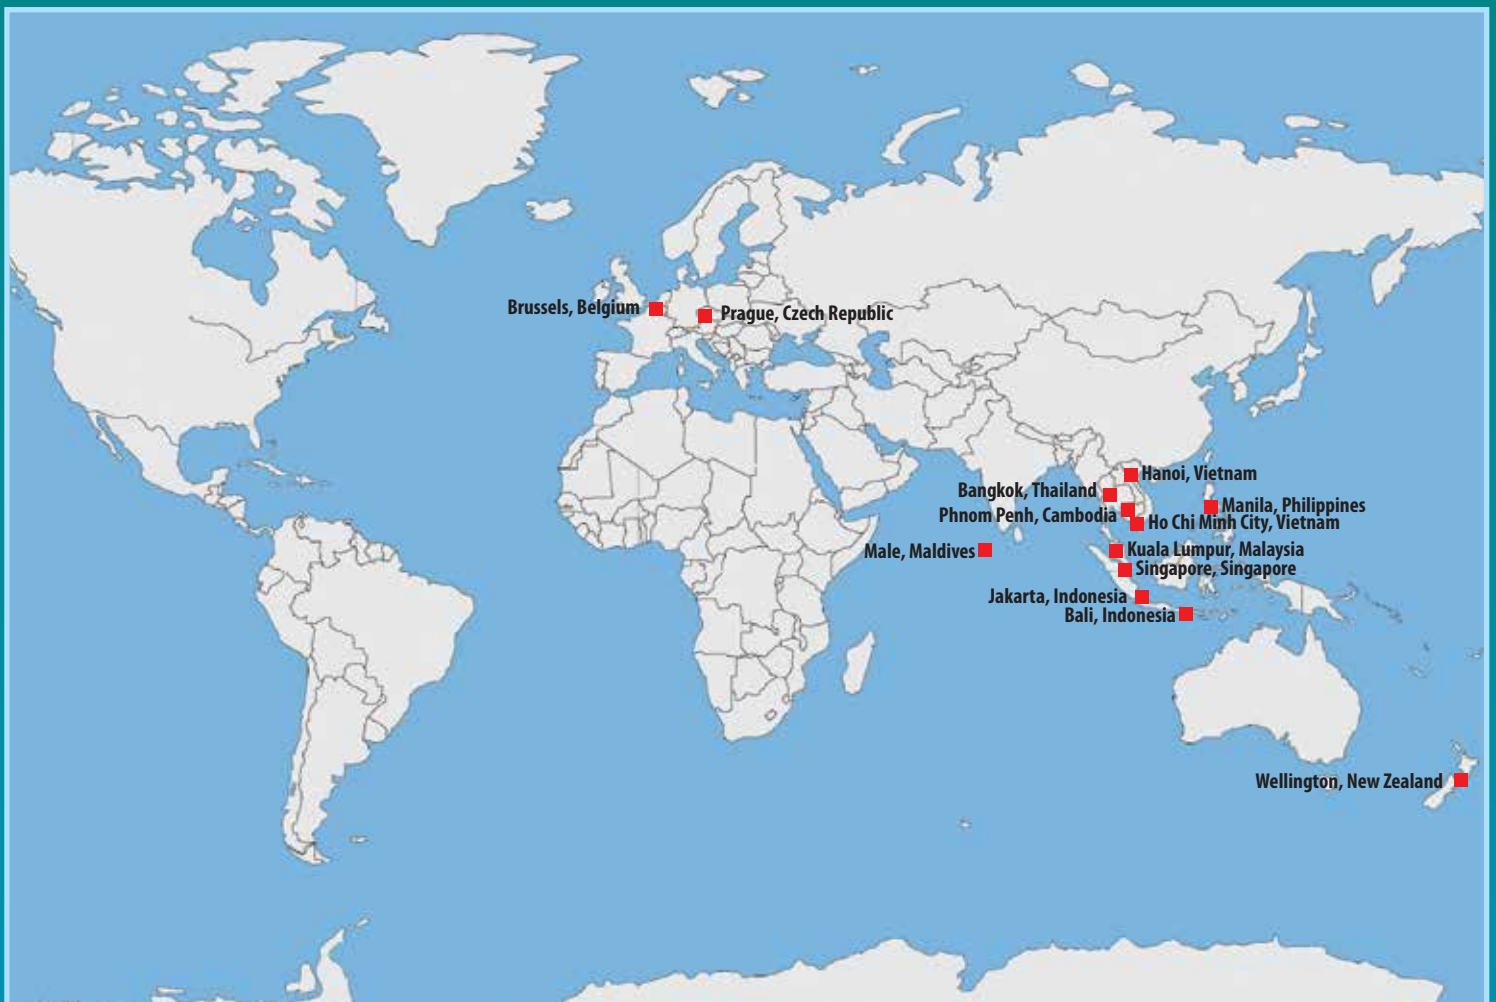 Brussels, Belgium
Prague, Czech Republic
Hanoi, Vietnam
Bangkok, Thailand
Manila, Philippines
Phnom Penh, Cambodia
Ho Chi Minh City, Vietnam
Male, Maldives
Kuala Lumpur, Malaysia
Singapore, Singapore
Jakarta, Indonesia
Bali, Indonesia
Wellington, New Zealand